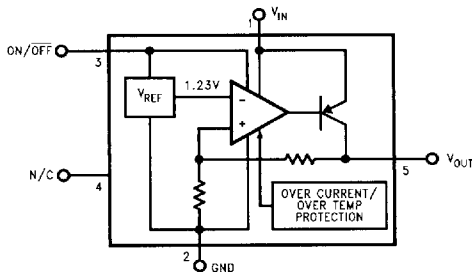 1
V_IN
ON/OFF
3
V_REF
1.23V
−
+
N/C
4
5
V_OUT
OVER CURRENT/
OVER TEMP
PROTECTION
2
GND